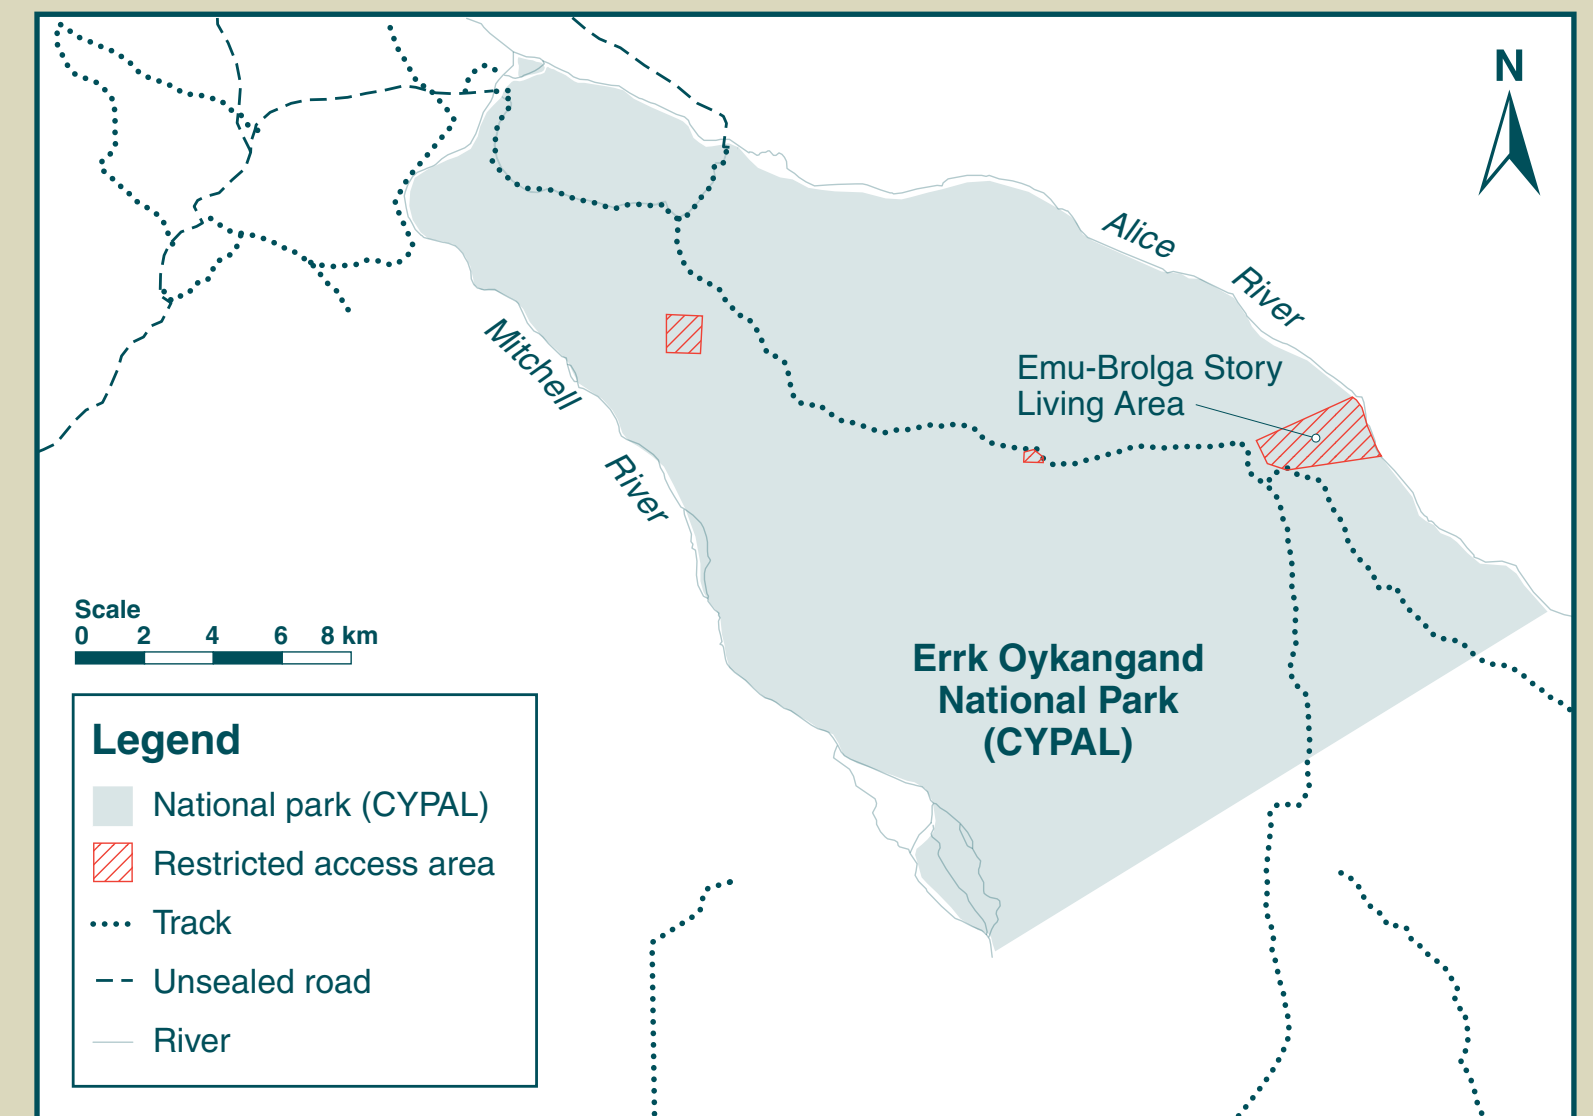 N
Alice
River
Emu-Brolga Story
Living Area
Mitchell
River
Scale
0 2 4 6 8 km
Errk Oykangand
National Park
(CYPAL)
Legend
National park (CYPAL)
Restricted access area
Track
Unsealed road
River